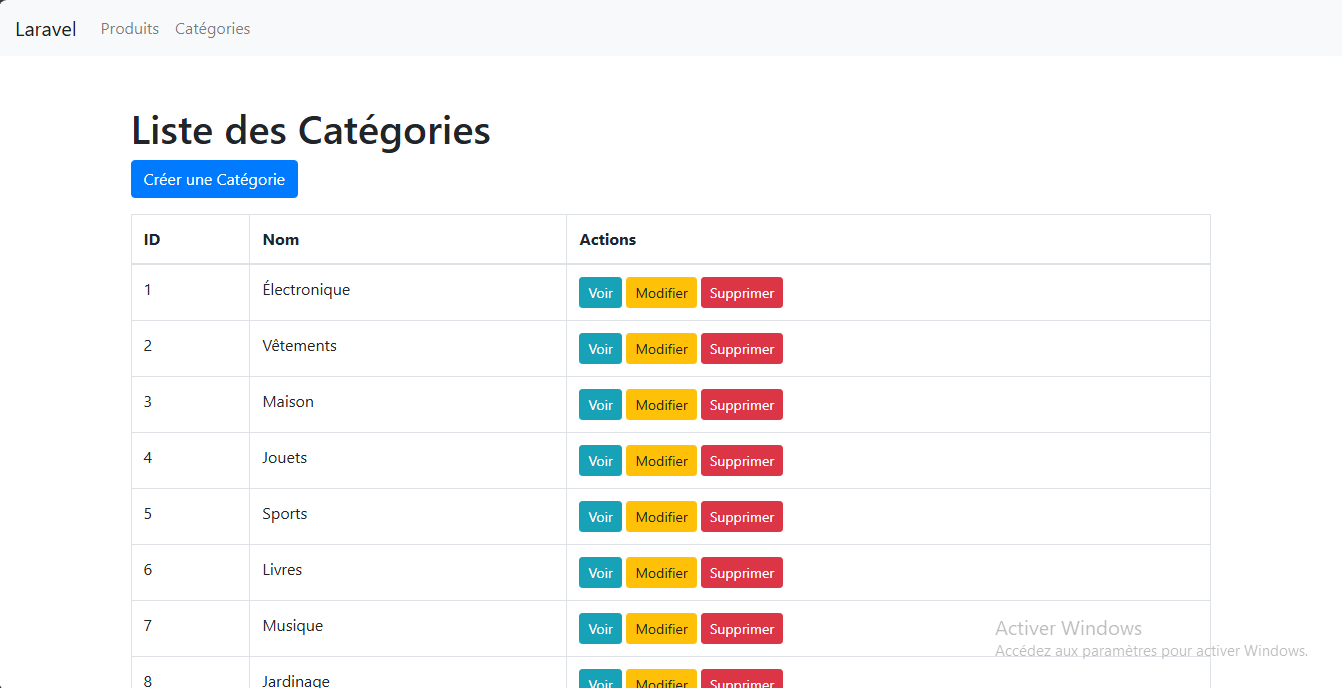 Laravel Produits Catégories
Liste des Catégories
Créer une Catégorie
ID Nom Actions
1 Électronique Voir Modifier Supprimer
2 Vêtements Voir Modifier Supprimer
3 Maison Voir Modifier Supprimer
4 Jouets Voir Modifier Supprimer
5 Sports Voir Modifier Supprimer
6 Livres Voir Modifier Supprimer
7 Musique Voir Modifier Supprimer
Activer Windows
Accédez aux paramètres pour activer Windows.
8 Jardinage Voir Modifier Supprimer